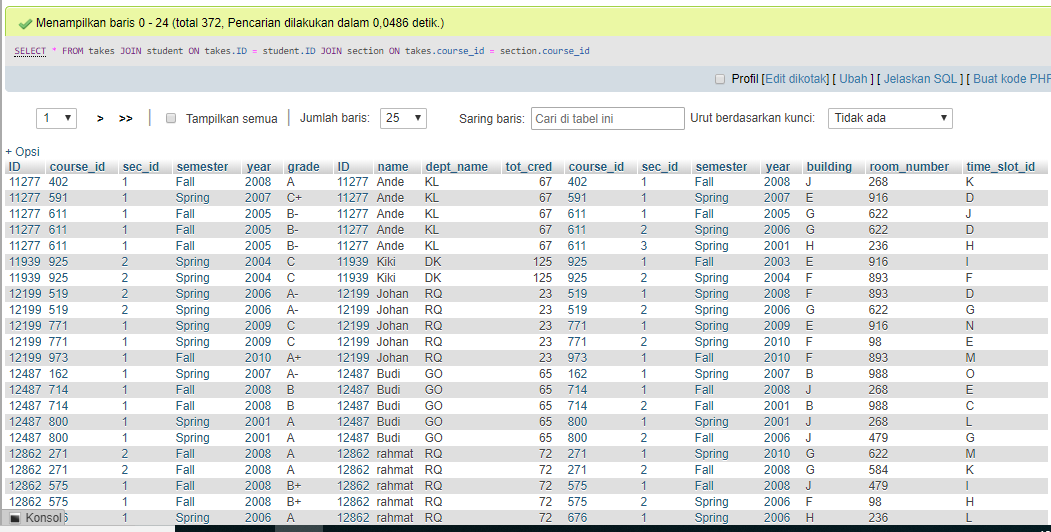 Menampilkan baris 0 - 24 (total 372, Pencarian dilakukan dalam 0,0486 detik.)
SELECT * FROM takes JOIN student ON takes.ID = student.ID JOIN section ON takes.course_id = section.course_id
Profil [Edit dikotak] [ Ubah ] [ Jelaskan SQL ] [ Buat kode PHP
1 > >> Tampilkan semua Jumlah baris: 25 Saring baris: Cari di tabel ini Urut berdasarkan kunci: Tidak ada
+ Opsi
ID course_id sec_id semester year grade ID name dept_name tot_cred course_id sec_id semester year building room_number time_slot_id
11277 402 1 Fall 2008 A 11277 Ande KL 67 402 1 Fall 2008 J 268 K
11277 591 1 Spring 2007 C+ 11277 Ande KL 67 591 1 Spring 2007 E 916 D
11277 611 1 Fall 2005 B- 11277 Ande KL 67 611 1 Fall 2005 G 622 J
11277 611 1 Fall 2005 B- 11277 Ande KL 67 611 2 Spring 2006 G 622 D
11277 611 1 Fall 2005 B- 11277 Ande KL 67 611 3 Spring 2001 H 236 H
11939 925 2 Spring 2004 C 11939 Kiki DK 125 925 1 Fall 2003 E 916 I
11939 925 2 Spring 2004 C 11939 Kiki DK 125 925 2 Spring 2004 F 893 F
12199 519 2 Spring 2006 A- 12199 Johan RQ 23 519 1 Spring 2008 F 893 D
12199 519 2 Spring 2006 A- 12199 Johan RQ 23 519 2 Spring 2006 G 622 G
12199 771 1 Spring 2009 C 12199 Johan RQ 23 771 1 Spring 2009 E 916 N
12199 771 1 Spring 2009 C 12199 Johan RQ 23 771 2 Spring 2010 F 98 E
12199 973 1 Fall 2010 A+ 12199 Johan RQ 23 973 1 Fall 2010 F 893 M
12487 162 1 Spring 2007 A- 12487 Budi GO 65 162 1 Spring 2007 B 988 O
12487 714 1 Fall 2008 B 12487 Budi GO 65 714 1 Fall 2008 J 268 E
12487 714 1 Fall 2008 B 12487 Budi GO 65 714 2 Fall 2001 B 988 C
12487 800 1 Spring 2001 A 12487 Budi GO 65 800 1 Spring 2001 J 268 L
12487 800 1 Spring 2001 A 12487 Budi GO 65 800 2 Fall 2006 J 479 G
12862 271 2 Fall 2008 A 12862 rahmat RQ 72 271 1 Spring 2010 G 622 M
12862 271 2 Fall 2008 A 12862 rahmat RQ 72 271 2 Fall 2008 G 584 K
12862 575 1 Fall 2008 B+ 12862 rahmat RQ 72 575 1 Fall 2008 J 479 I
12862 575 1 Fall 2008 B+ 12862 rahmat RQ 72 575 2 Spring 2006 F 98 H
Konsol 1 Spring 2006 A 12862 rahmat RQ 72 676 1 Spring 2006 H 236 L